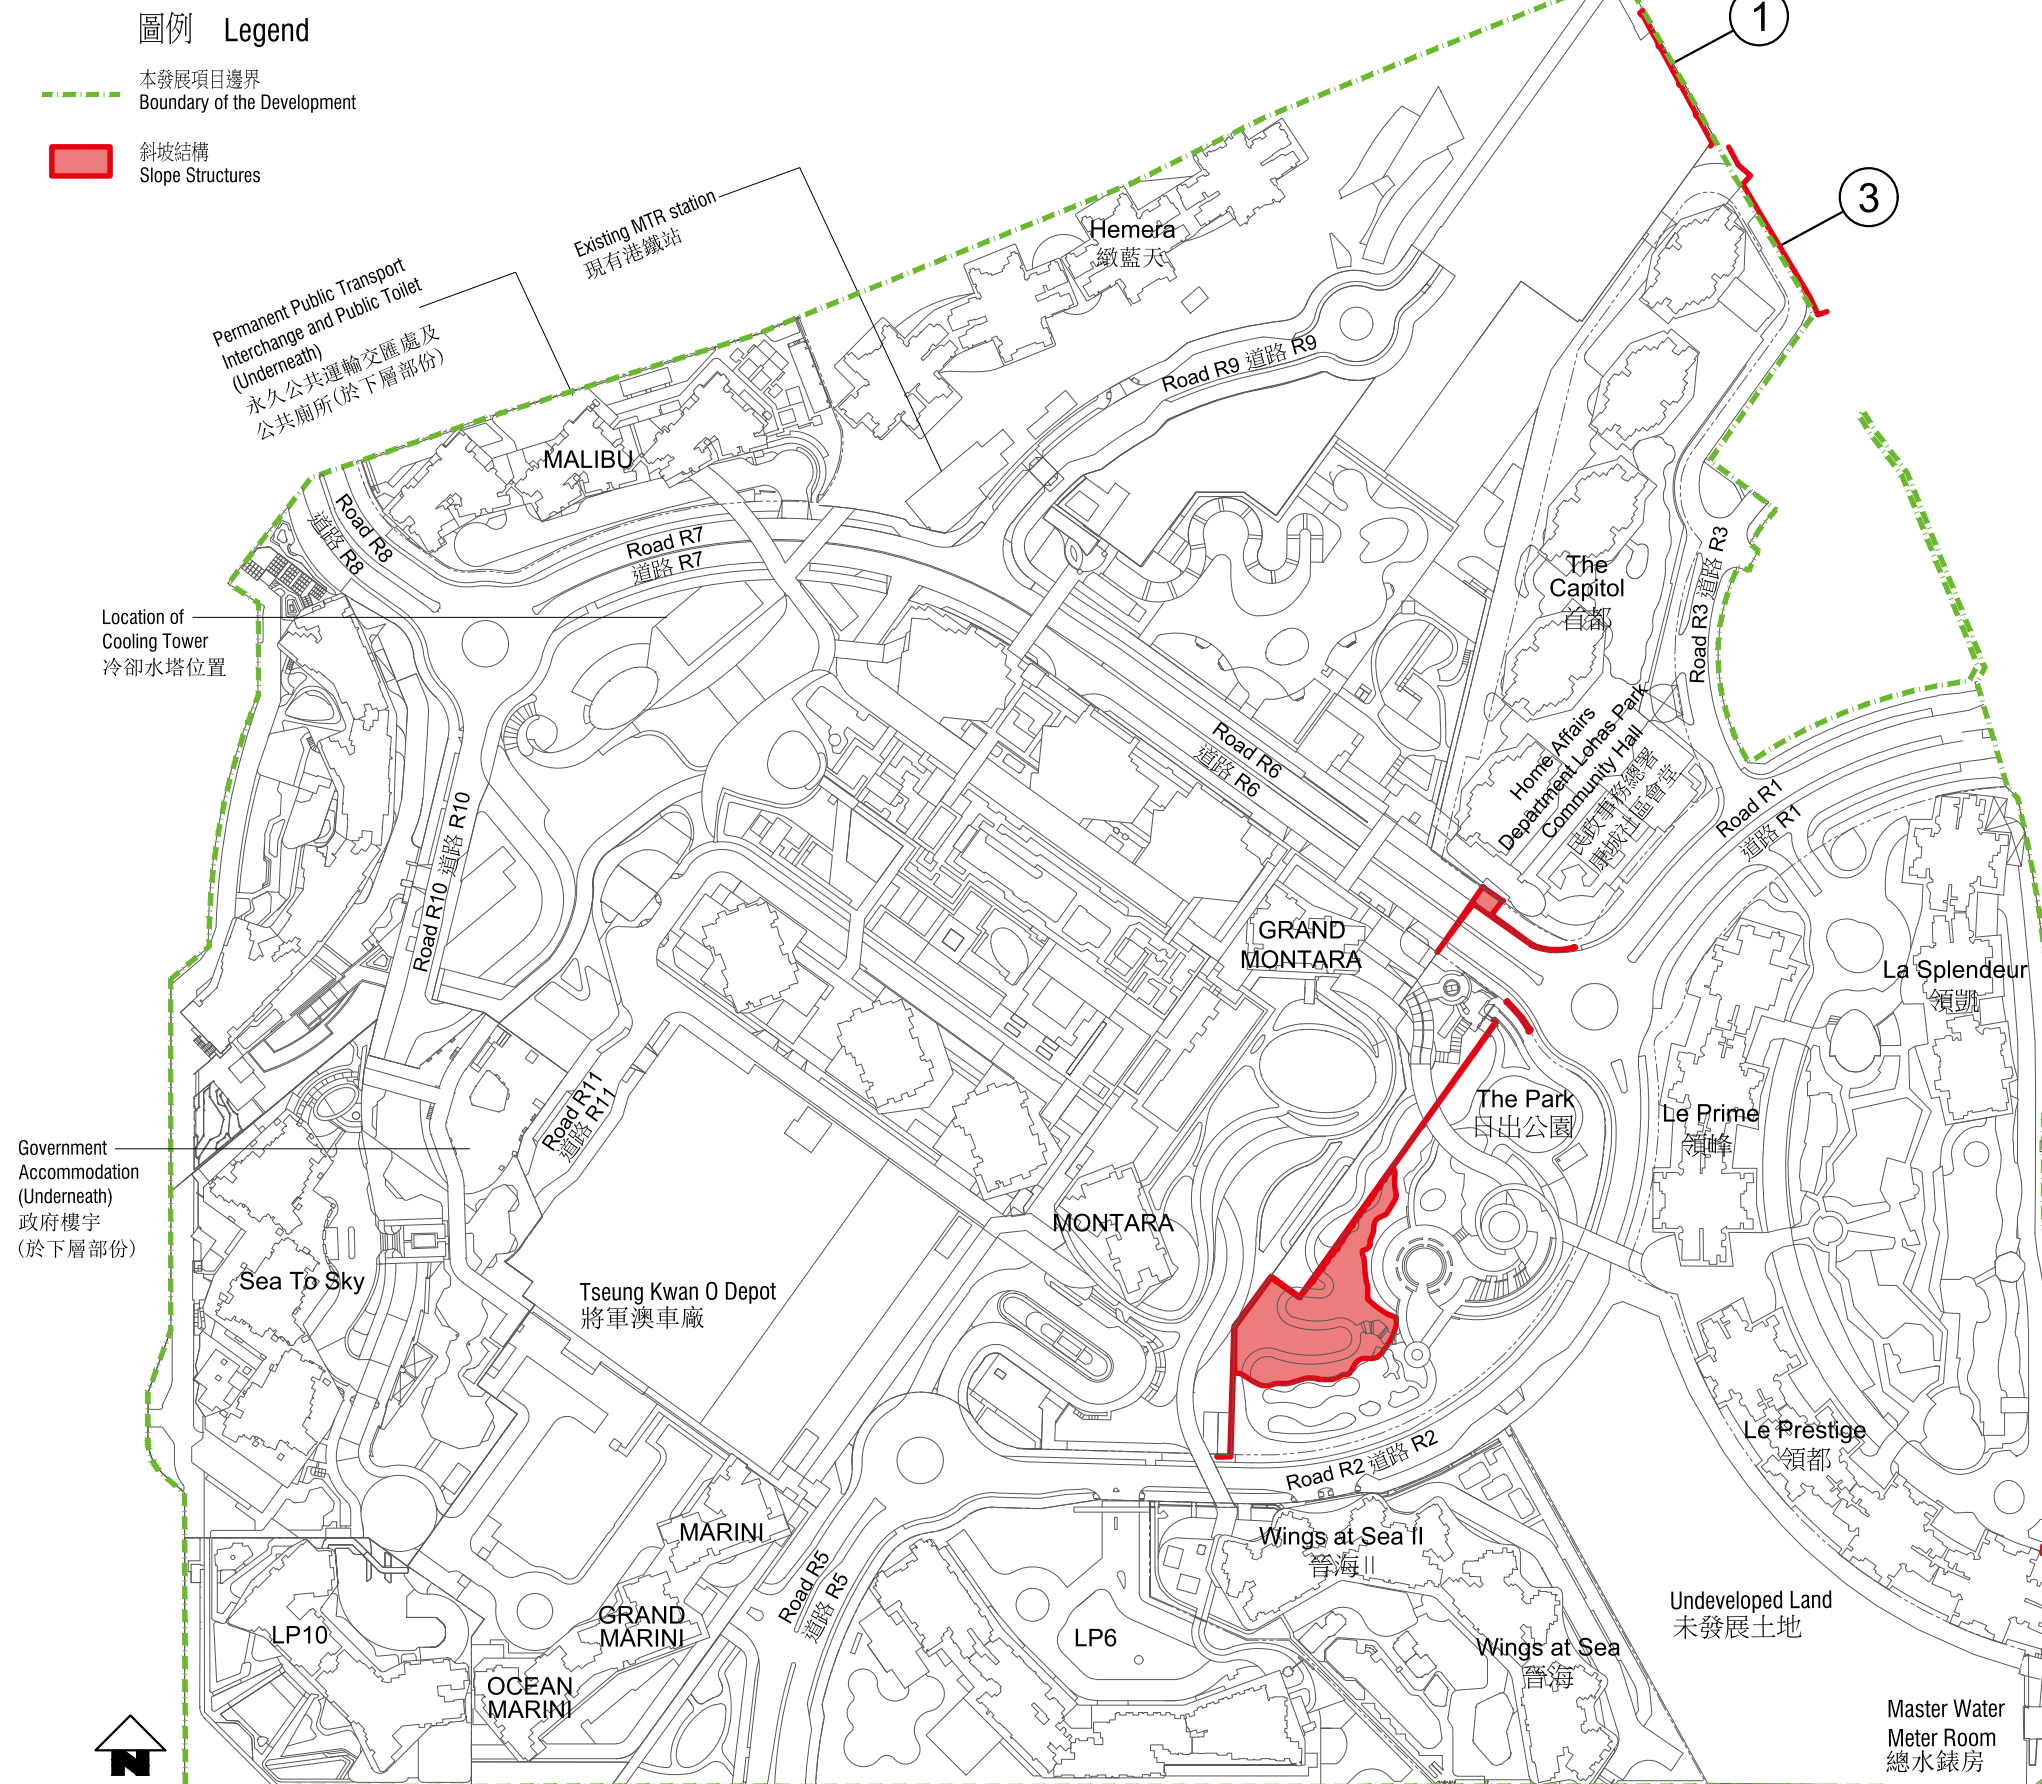 圖例 Legend
本發展項目邊界
Boundary of the Development
斜坡結構
Slope Structures
1
3
Existing MTR station
現有港鐵站
Permanent Public Transport
Interchange and Public Toilet
(Underneath)
永久公共運輸交匯處及
公共廁所(於下層部份)
Hemera
緻藍天
MALIBU
Road R9 道路 R9
Road R8
道路 R8
Road R7
道路 R7
The
Capitol
首都
Road R3 道路 R3
Location of
Cooling Tower
冷卻水塔位置
Home Affairs
Department Lohas Park
Community Hall
民政事務總署
康城社區會堂
Road R6
道路 R6
Road R1
道路 R1
Road R10 道路 R10
GRAND
MONTARA
La Splendeur
領凱
The Park
日出公園
Le Prime
領峰
Road R11
道路 R11
Government
Accommodation
(Underneath)
政府樓宇
(於下層部份)
MONTARA
Sea To Sky
Tseung Kwan O Depot
將軍澳車廠
Le Prestige
領都
Road R2 道路 R2
MARINI
Wings at Sea II
晉海II
Road R5
道路 R5
GRAND
MARINI
LP10
LP6
Undeveloped Land
未發展土地
Wings at Sea
晉海
OCEAN
MARINI
Master Water
Meter Room
總水錶房
N